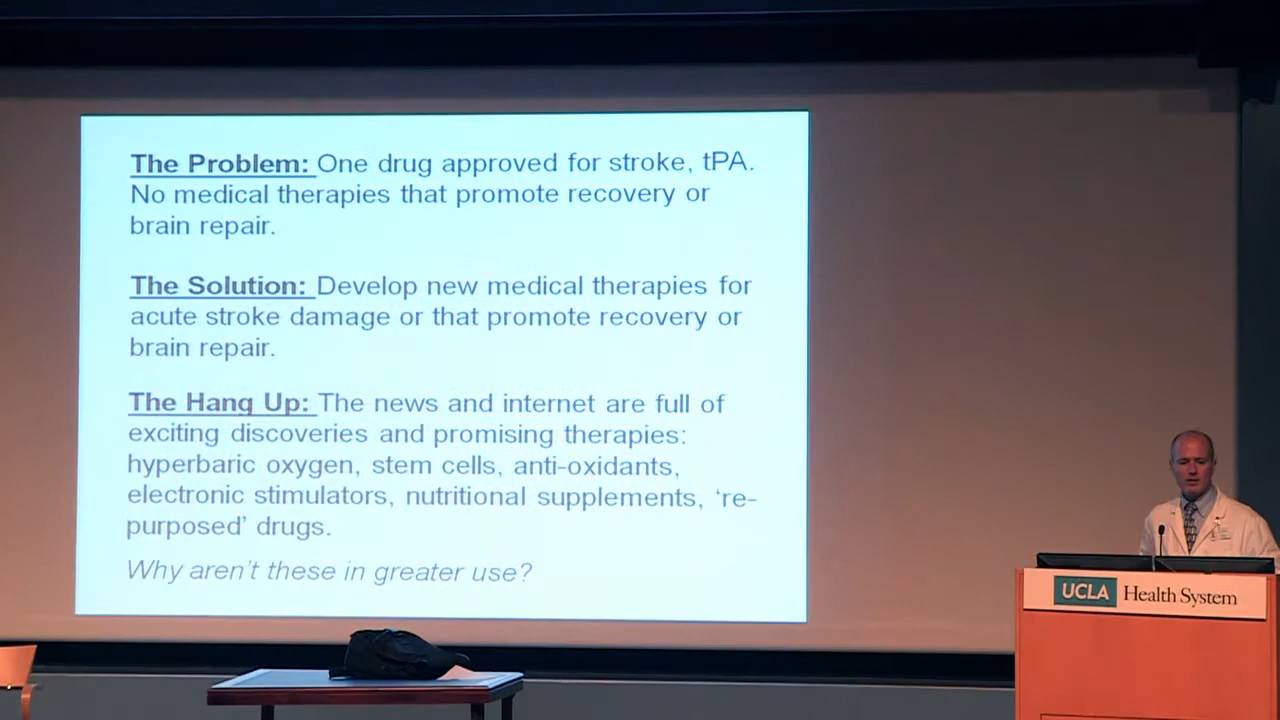 The Problem: One drug approved for stroke, tPA.
No medical therapies that promote recovery or
brain repair.
The Solution: Develop new medical therapies for
acute stroke damage or that promote recovery or
brain repair.
The Hang Up: The news and internet are full of
exciting discoveries and promising therapies:
hyperbaric oxygen, stem cells, anti-oxidants,
electronic stimulators, nutritional supplements, ‘re-
purposed’ drugs.
Why aren’t these in greater use?
UCLA Health System